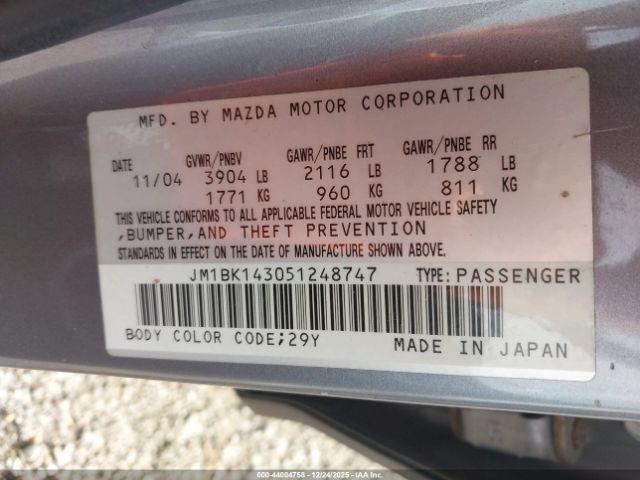 MFD. BY MAZDA MOTOR CORPORATION
DATE GVWR/PNBV GAWR/PNBE FRT GAWR/PNBE RR
11/04 3904 LB 2116 LB 1788 LB
1771 KG 960 KG 811 KG
THIS VEHICLE CONFORMS TO ALL APPLICABLE FEDERAL MOTOR VEHICLE SAFETY
,BUMPER,AND THEFT PREVENTION
STANDARDS IN EFFECT ON THE DATE OF MANUFACTURE SHOWN ABOVE.
JM1BK143051248747 TYPE:PASSENGER
BODY COLOR CODE;29Y MADE IN JAPAN
© 000-44004758 - 12/24/2025 - IAA Inc.